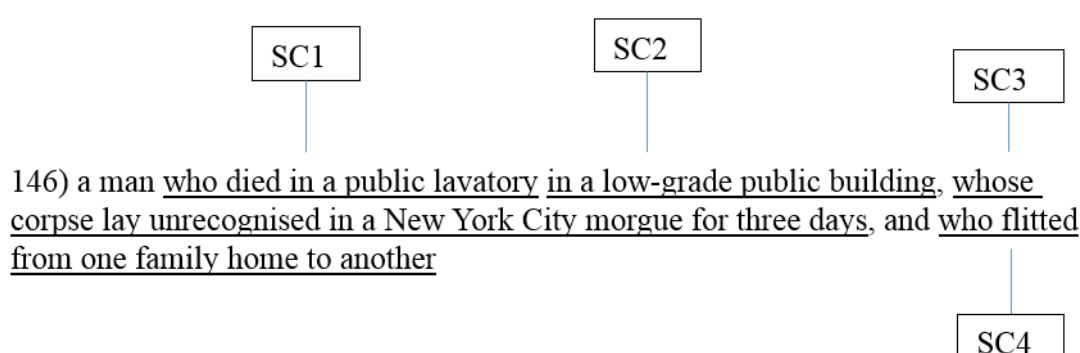 SC1
SC2
SC3
146) a man who died in a public lavatory in a low-grade public building, whose
corpse lay unrecognised in a New York City morgue for three days, and who flitted
from one family home to another
SC4